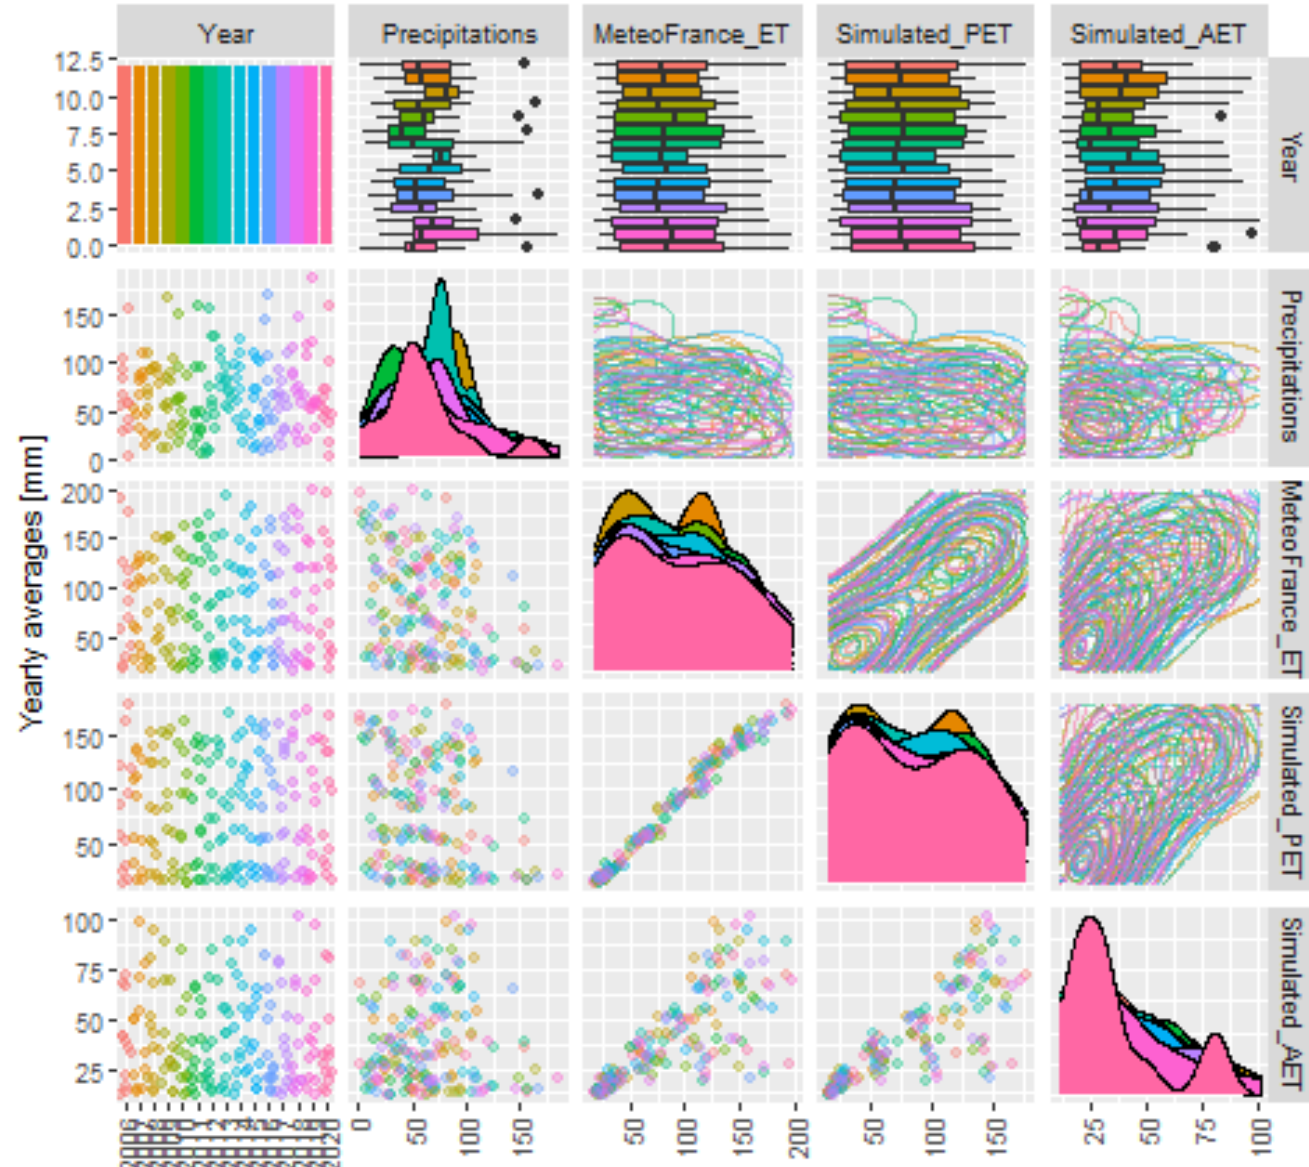 Year Precipitations MeteoFrance_ET Simulated_PET Simulated_AET
12.5
10.0
7.5
5.0
2.5
0.0
Year
150
100
50
0
Precipitations
200
150
100
50
MeteoFrance_ET
150
100
50
Simulated_PET
100
75
50
25
Simulated_AET
Yearly averages [mm]
2020
0 50 100 150
50 100 150 200
50 100 150
25 50 75 100